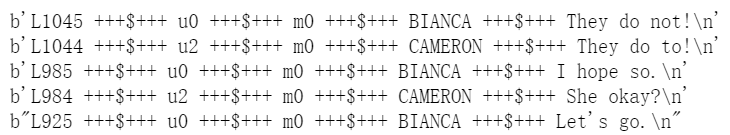 b'L1045 +++$+++ u0 +++$+++ m0 +++$+++ BIANCA +++$+++ They do not!\n'
b'L1044 +++$+++ u2 +++$+++ m0 +++$+++ CAMERON +++$+++ They do to!\n'
b'L985 +++$+++ u0 +++$+++ m0 +++$+++ BIANCA +++$+++ I hope so.\n'
b'L984 +++$+++ u2 +++$+++ m0 +++$+++ CAMERON +++$+++ She okay?\n'
b"L925 +++$+++ u0 +++$+++ m0 +++$+++ BIANCA +++$+++ Let's go.\n"